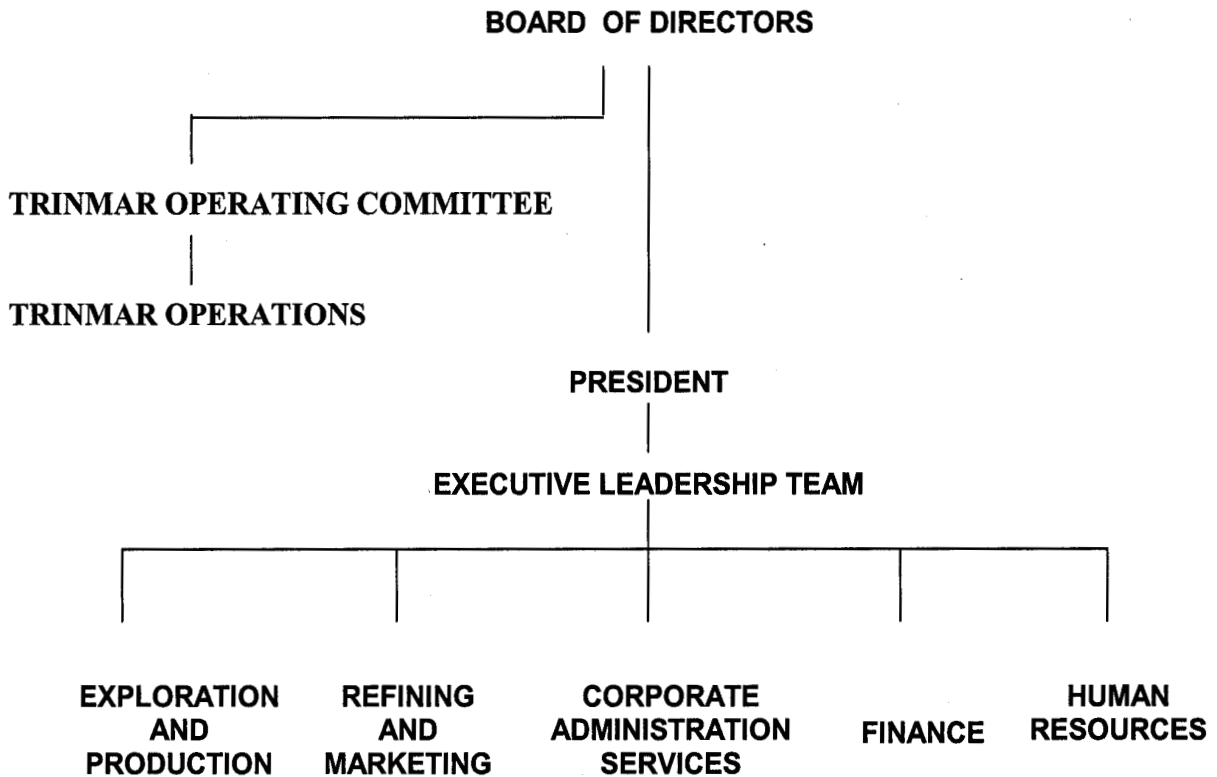 BOARD OF DIRECTORS
TRINMAR OPERATING COMMITTEE
TRINMAR OPERATIONS
PRESIDENT
EXECUTIVE LEADERSHIP TEAM
EXPLORATION
AND
PRODUCTION
REFINING
AND
MARKETING
CORPORATE
ADMINISTRATION
SERVICES
FINANCE
HUMAN
RESOURCES